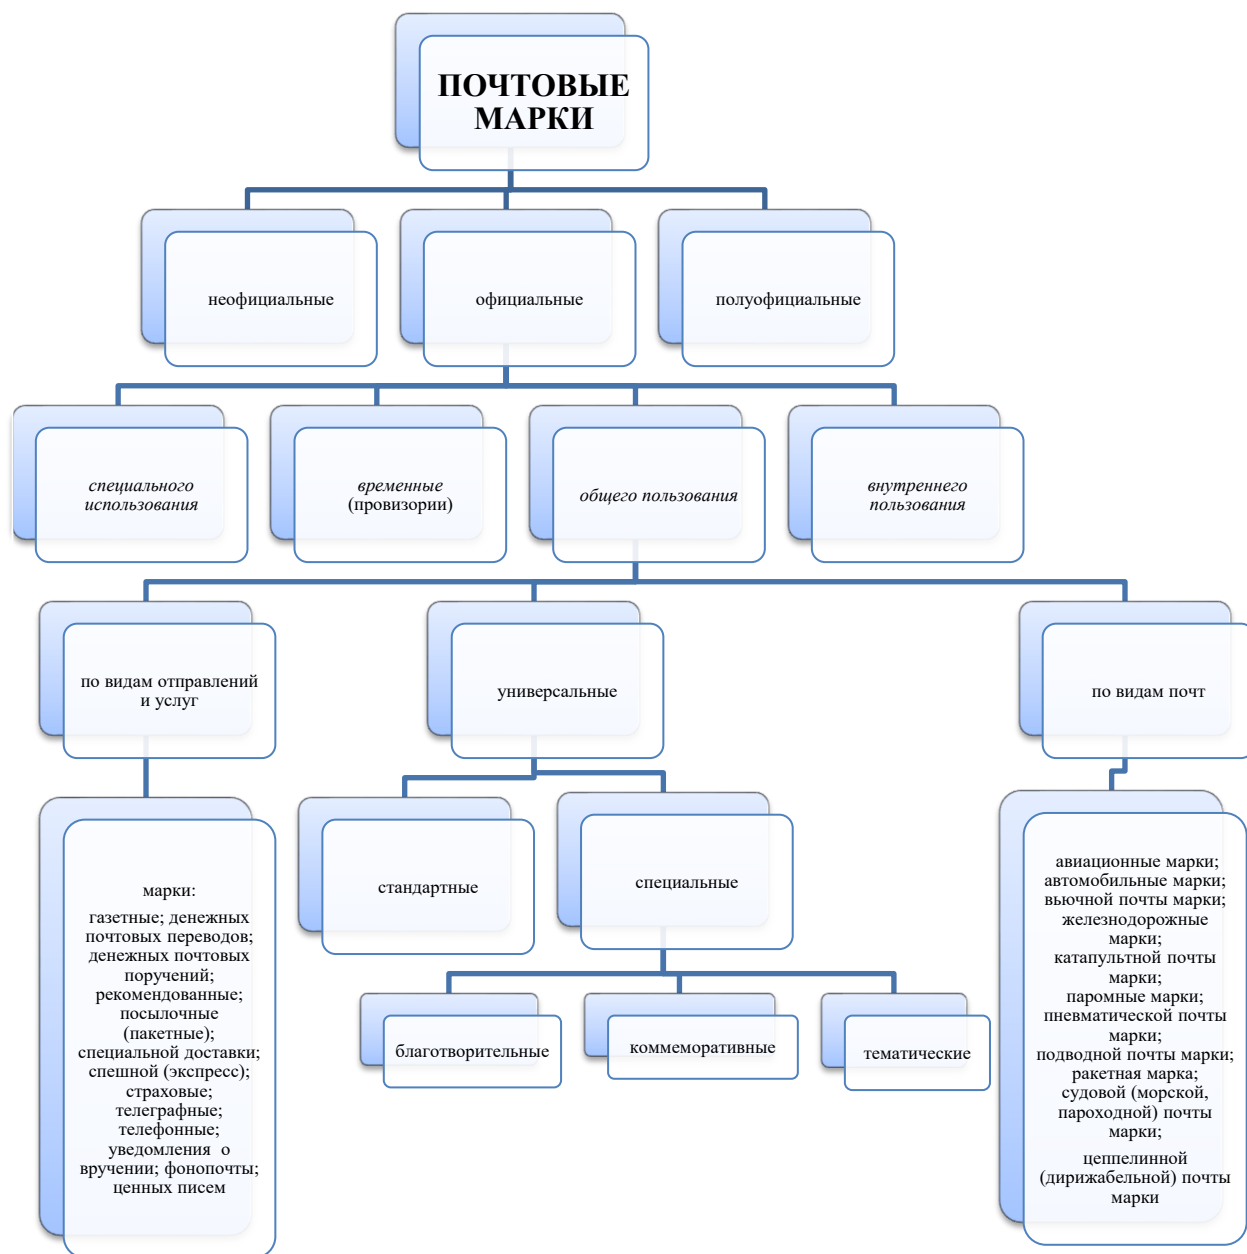 ПОЧТОВЫЕ
МАРКИ
неофициальные
официальные
полуофициальные
специального
использования
временные
(провизории)
общего пользования
внутреннего
пользования
по видам отправлений
и услуг
универсальные
по видам почт
марки:
газетные; денежных
почтовых переводов;
денежных почтовых
поручений;
рекомендованные;
посылочные
(пакетные);
специальной доставки;
спешной (экспресс);
страховые;
телеграфные;
телефонные;
уведомления о
вручении; фонопочты;
ценных писем
стандартные
специальные
благотворительные
коммеморативные
тематические
авиационные марки;
автомобильные марки;
вьючной почты марки;
железнодорожные
марки;
катапультной почты
марки;
паромные марки;
пневматической почты
марки;
подводной почты марки;
ракетная марка;
судовой (морской,
пароходной) почты
марки;
цеппелинной
(дирижабельной) почты
марки